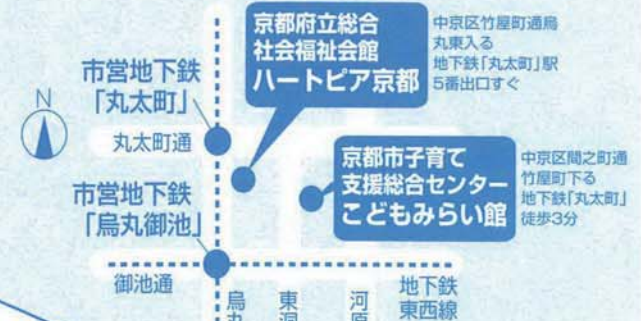 京都府立総合
社会福祉会館
ハートピア京都
中京区竹屋町通烏
丸東入る
地下鉄「丸太町」駅
5番出口すぐ
市営地下鉄
「丸太町」
N
丸太町通
京都市子育て
支援総合センター
こどもみらい館
中京区間之町通
竹屋町下る
地下鉄「丸太町」
徒歩3分
市営地下鉄
「烏丸御池」
御池通
地下鉄
東西線
烏丸
東洞
河原